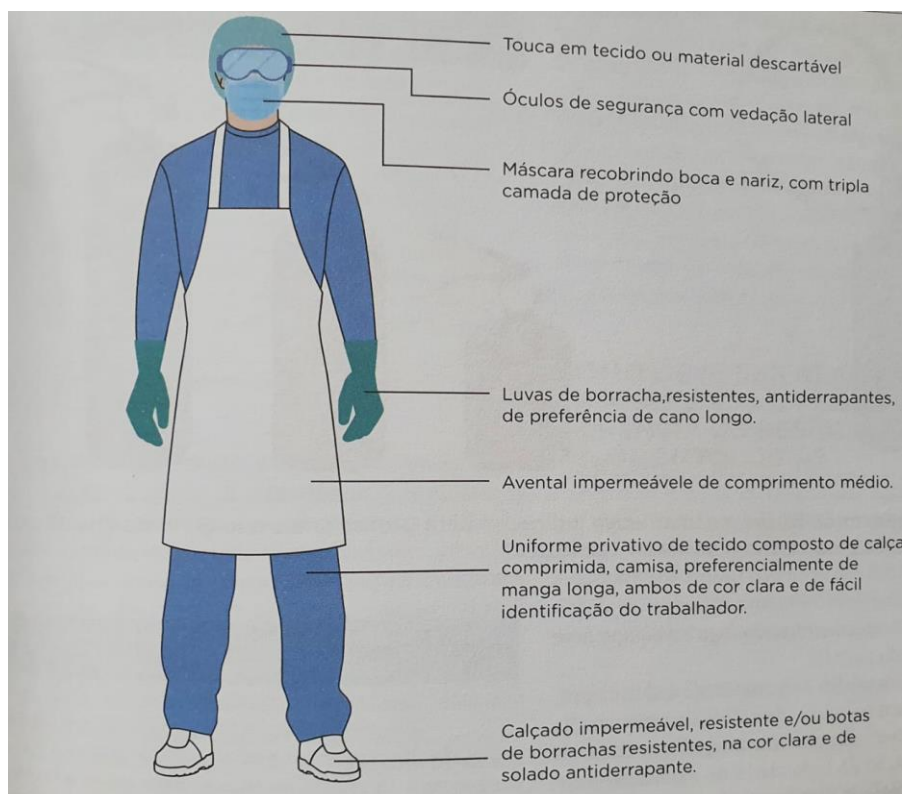 Touca em tecido ou material descartável
Óculos de segurança com vedação lateral
Máscara recobrindo boca e nariz, com tripla
camada de proteção
Luvas de borracha,resistentes, antiderrapantes,
de preferência de cano longo.
Avental impermeávele de comprimento médio.
Uniforme privativo de tecido composto de calça
comprimida, camisa, preferencialmente de
manga longa, ambos de cor clara e de fácil
identificação do trabalhador.
Calçado impermeável, resistente e/ou botas
de borrachas resistentes, na cor clara e de
solado antiderrapante.